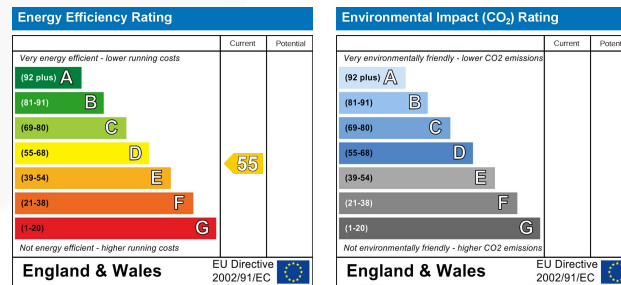 Energy Efficiency Rating
Current Potential
Very energy efficient - lower running costs
(92 plus) A
(81-91) B
(69-80) C
(55-68) D
55
(39-54) E
(21-38) F
(1-20) G
Not energy efficient - higher running costs
England & Wales
EU Directive
2002/91/EC
Environmental Impact (CO₂) Rating
Current Potent
Very environmentally friendly - lower CO2 emissions
(92 plus) A
(81-91) B
(69-80) C
(55-68) D
(39-54) E
(21-38) F
(1-20) G
Not environmentally friendly - higher CO2 emissions
England & Wales
EU Directive
2002/91/EC